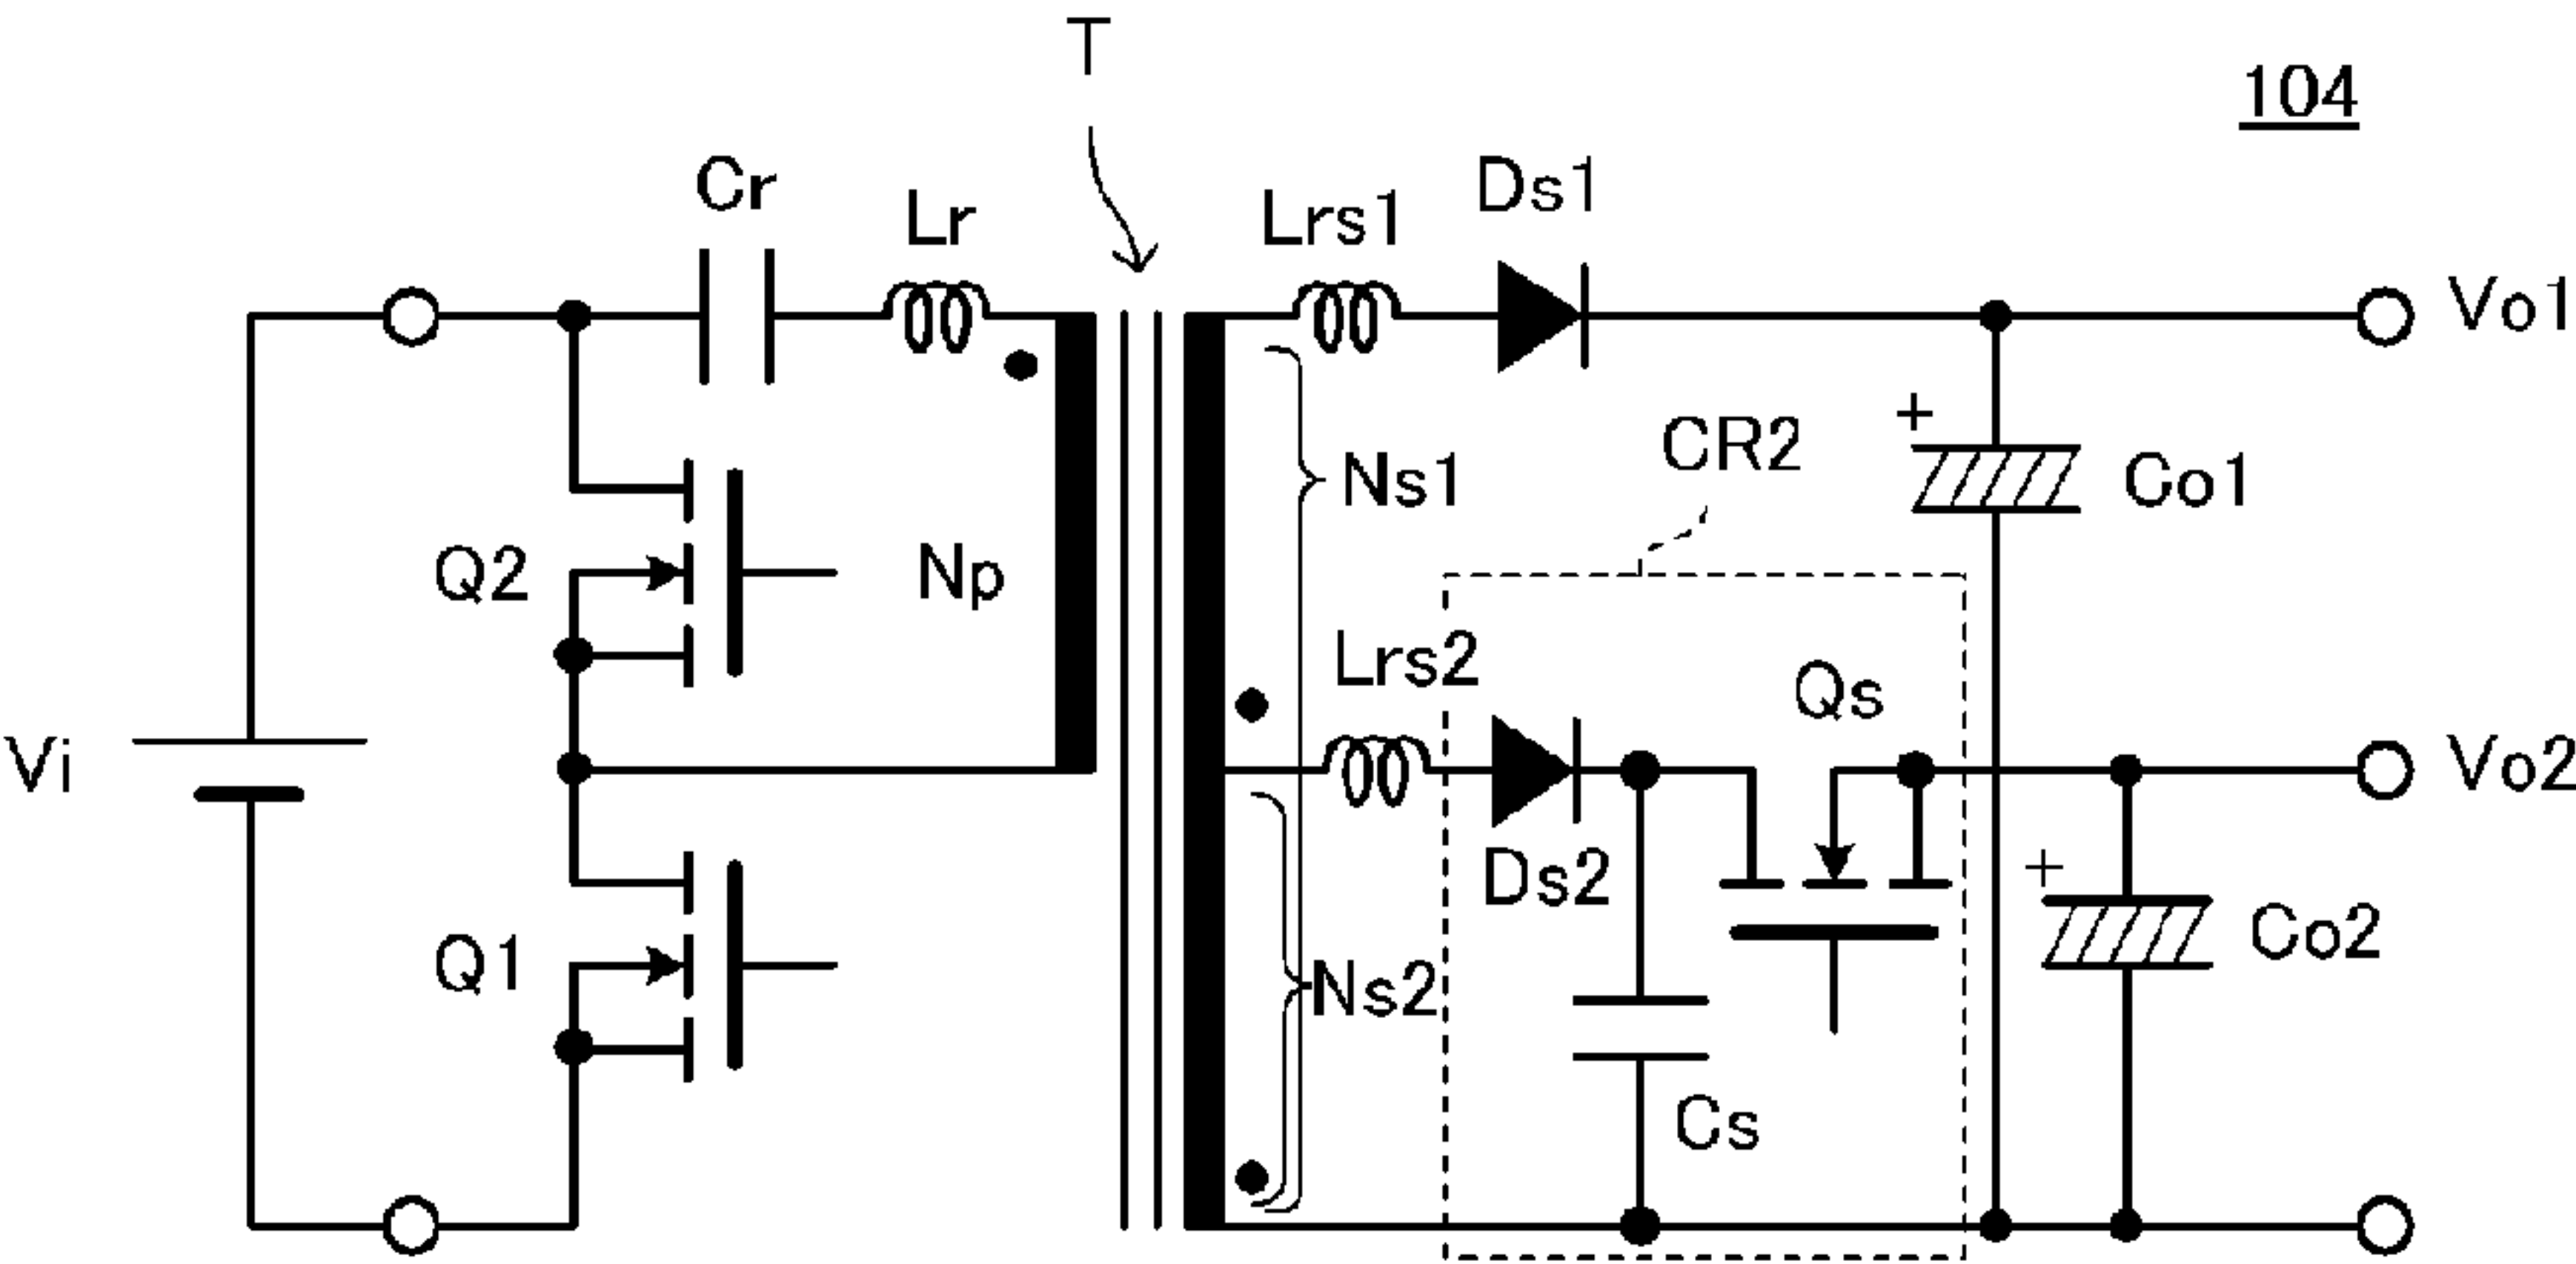 T
104
Cr
Lr
Lrs1
Ds1
Vo1
+
CR2
Ns1
Co1
Q2
Np
Lrs2
Qs
Vi
Vo2
Ds2
+
Co2
Q1
Ns2
Cs